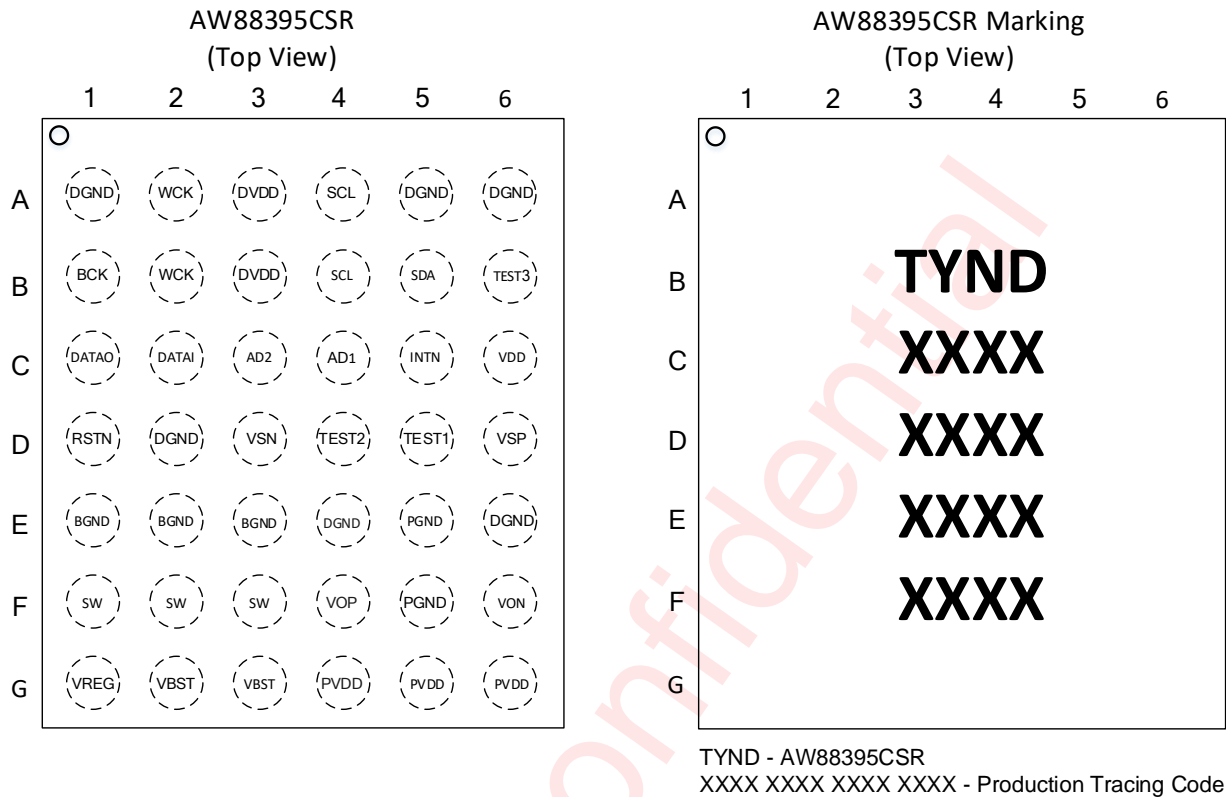 AW88395CSR
(Top View)
1 2 3 4 5 6
A DGND WCK DVDD SCL DGND DGND
B BCK WCK DVDD SCL SDA TEST3
C DATAO DATAI AD2 AD1 INTN VDD
D RSTN DGND VSN TEST2 TEST1 VSP
E BGND BGND BGND DGND PGND DGND
F SW SW SW VOP PGND VON
G VREG VBST VBST PVDD PVDD PVDD
AW88395CSR Marking
(Top View)
1 2 3 4 5 6
A
B TYND
C XXXX
D XXXX
E XXXX
F XXXX
G
TYND - AW88395CSR
XXXX XXXX XXXX XXXX - Production Tracing Code
onfidential